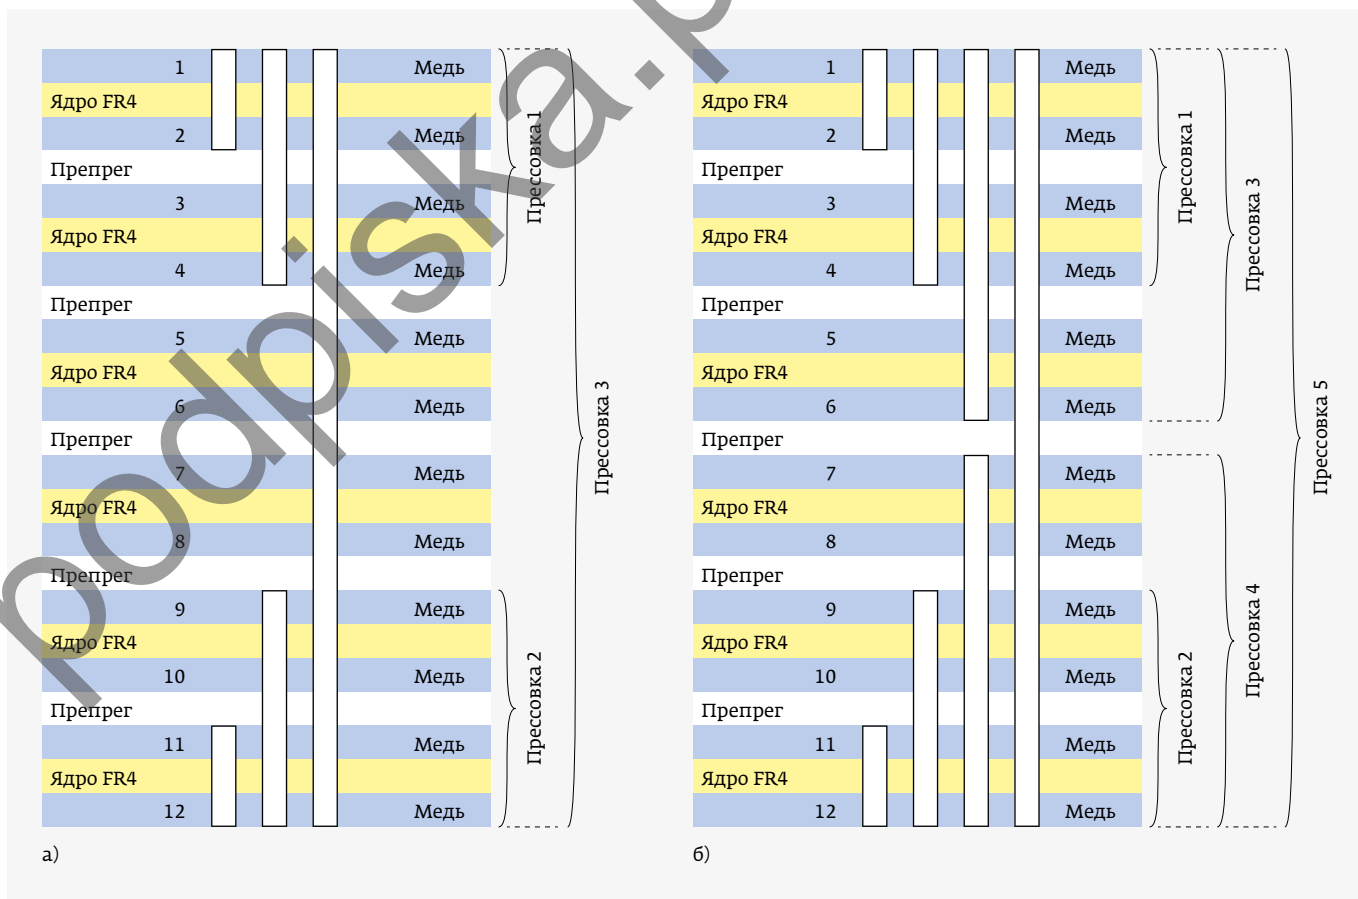 1 Медь
Ядро FR4
2 Медь
Препрег
3 Медь
Ядро FR4
4 Медь
Препрег
5 Медь
Ядро FR4
6 Медь
Препрег
7 Медь
Ядро FR4
8 Медь
Препрег
9 Медь
Ядро FR4
10 Медь
Препрег
11 Медь
Ядро FR4
12 Медь
Прессовка 1
Прессовка 2
Прессовка 3
а)
1 Медь
Ядро FR4
2 Медь
Препрег
3 Медь
Ядро FR4
4 Медь
Препрег
5 Медь
Ядро FR4
6 Медь
Препрег
7 Медь
Ядро FR4
8 Медь
Препрег
9 Медь
Ядро FR4
10 Медь
Препрег
11 Медь
Ядро FR4
12 Медь
Прессовка 1
Прессовка 2
Прессовка 3
Прессовка 4
Прессовка 5
б)
podpiska.p